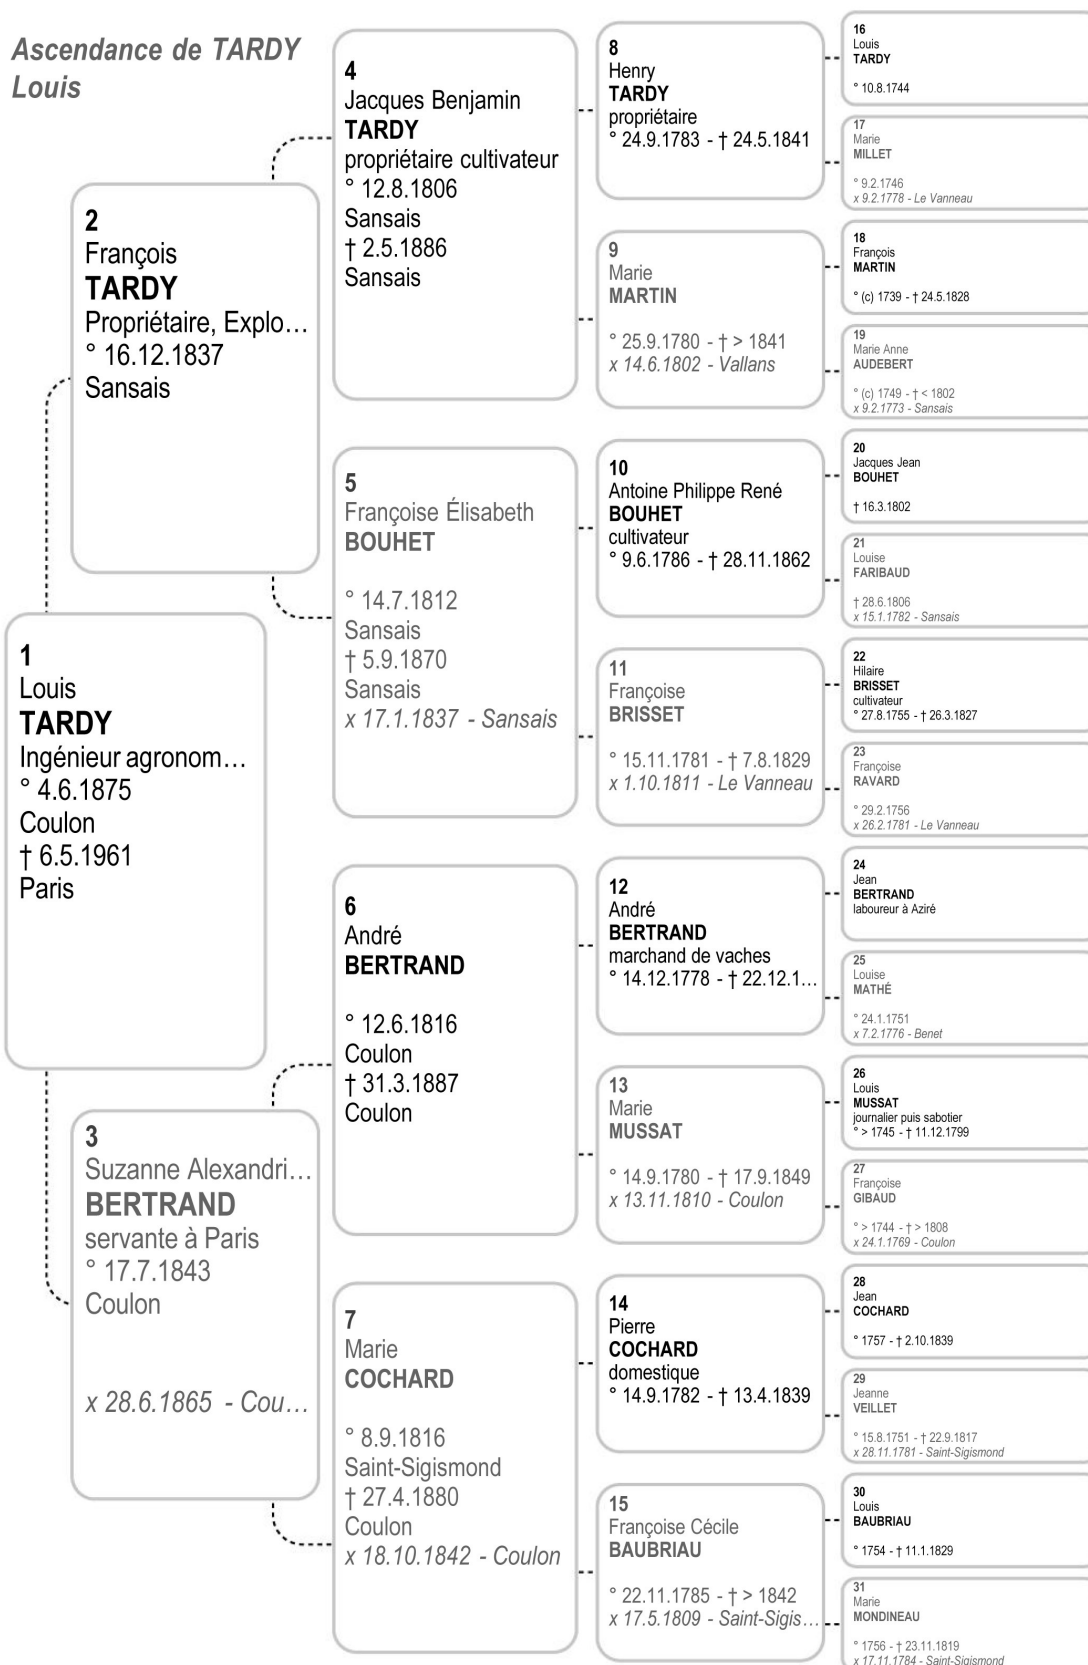 Ascendance de TARDY
Louis
1
Louis
TARDY
Ingénieur agronom…
° 4.6.1875
Coulon
† 6.5.1961
Paris
2
François
TARDY
Propriétaire, Explo…
° 16.12.1837
Sansais
3
Suzanne Alexandri…
BERTRAND
servante à Paris
° 17.7.1843
Coulon
x 28.6.1865 - Cou…
4
Jacques Benjamin
TARDY
propriétaire cultivateur
° 12.8.1806
Sansais
† 2.5.1886
Sansais
5
Françoise Élisabeth
BOUHET
° 14.7.1812
Sansais
† 5.9.1870
Sansais
x 17.1.1837 - Sansais
6
André
BERTRAND
° 12.6.1816
Coulon
† 31.3.1887
Coulon
7
Marie
COCHARD
° 8.9.1816
Saint-Sigismond
† 27.4.1880
Coulon
x 18.10.1842 - Coulon
8
Henry
TARDY
propriétaire
° 24.9.1783 - † 24.5.1841
9
Marie
MARTIN
° 25.9.1780 - † > 1841
x 14.6.1802 - Vallans
10
Antoine Philippe René
BOUHET
cultivateur
° 9.6.1786 - † 28.11.1862
11
Françoise
BRISSET
° 15.11.1781 - † 7.8.1829
x 1.10.1811 - Le Vanneau
12
André
BERTRAND
marchand de vaches
° 14.12.1778 - † 22.12.1…
13
Marie
MUSSAT
° 14.9.1780 - † 17.9.1849
x 13.11.1810 - Coulon
14
Pierre
COCHARD
domestique
° 14.9.1782 - † 13.4.1839
15
Françoise Cécile
BAUBRIAU
° 22.11.1785 - † > 1842
x 17.5.1809 - Saint-Sigis…
16
Louis
TARDY
° 10.8.1744
17
Marie
MILLET
° 9.2.1746
x 9.2.1778 - Le Vanneau
18
François
MARTIN
° (c) 1739 - † 24.5.1828
19
Marie Anne
AUDEBERT
° (c) 1749 - † < 1802
x 9.2.1773 - Sansais
20
Jacques Jean
BOUHET
† 16.3.1802
21
Louise
FARIBAUD
† 28.6.1806
x 15.1.1782 - Sansais
22
Hilaire
BRISSET
cultivateur
° 27.8.1755 - † 26.3.1827
23
Françoise
RAVARD
° 29.2.1756
x 26.2.1781 - Le Vanneau
24
Jean
BERTRAND
laboureur à Aziré
25
Louise
MATHÉ
° 24.1.1751
x 7.2.1776 - Benet
26
Louis
MUSSAT
journalier puis sabotier
° > 1745 - † 11.12.1799
27
Françoise
GIBAUD
° > 1744 - † > 1808
x 24.1.1769 - Coulon
28
Jean
COCHARD
° 1757 - † 2.10.1839
29
Jeanne
VEILLET
° 15.8.1751 - † 22.9.1817
x 28.11.1781 - Saint-Sigismond
30
Louis
BAUBRIAU
° 1754 - † 11.1.1829
31
Marie
MONDINEAU
° 1756 - † 23.11.1819
x 17.11.1784 - Saint-Sigismond